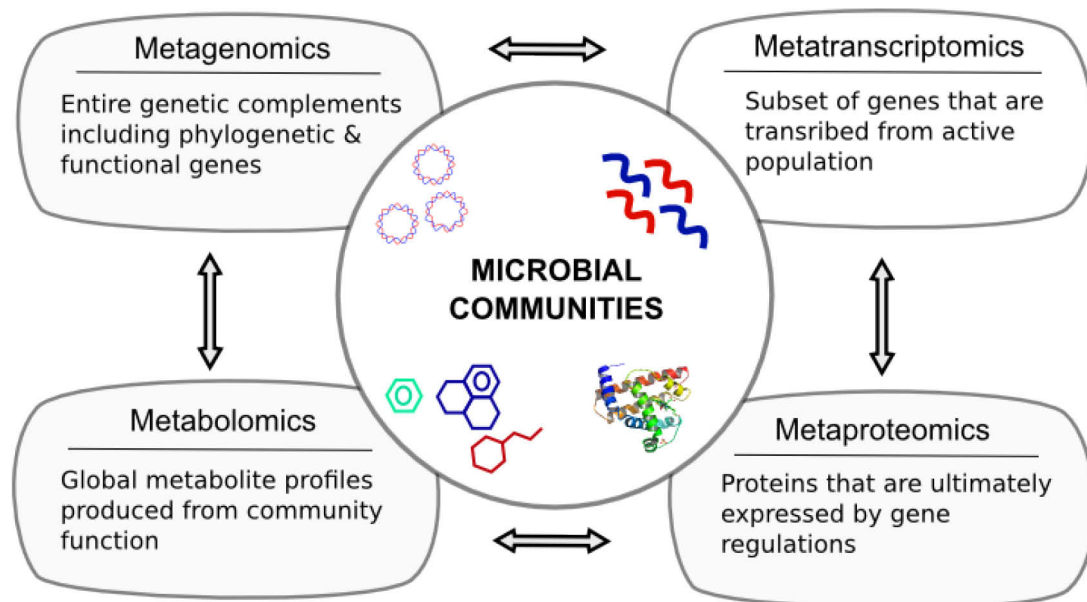 Metagenomics
Entire genetic complements
including phylogenetic &
functional genes
Metatranscriptomics
Subset of genes that are
transribed from active
population
MICROBIAL
COMMUNITIES
Metabolomics
Global metabolite profiles
produced from community
function
Metaproteomics
Proteins that are ultimately
expressed by gene
regulations